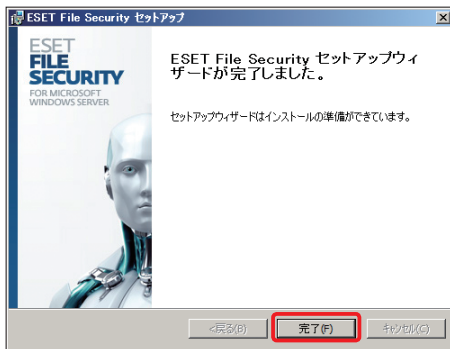 ESET File Security セットアップ
ESET
FILE
SECURITY
FOR MICROSOFT
WINDOWS SERVER
ESET File Security セットアップウィ
ザードが完了しました。
セットアップウィザードはインストールの準備ができています。
<戻る(B)
完了(F)
キャンセル(C)